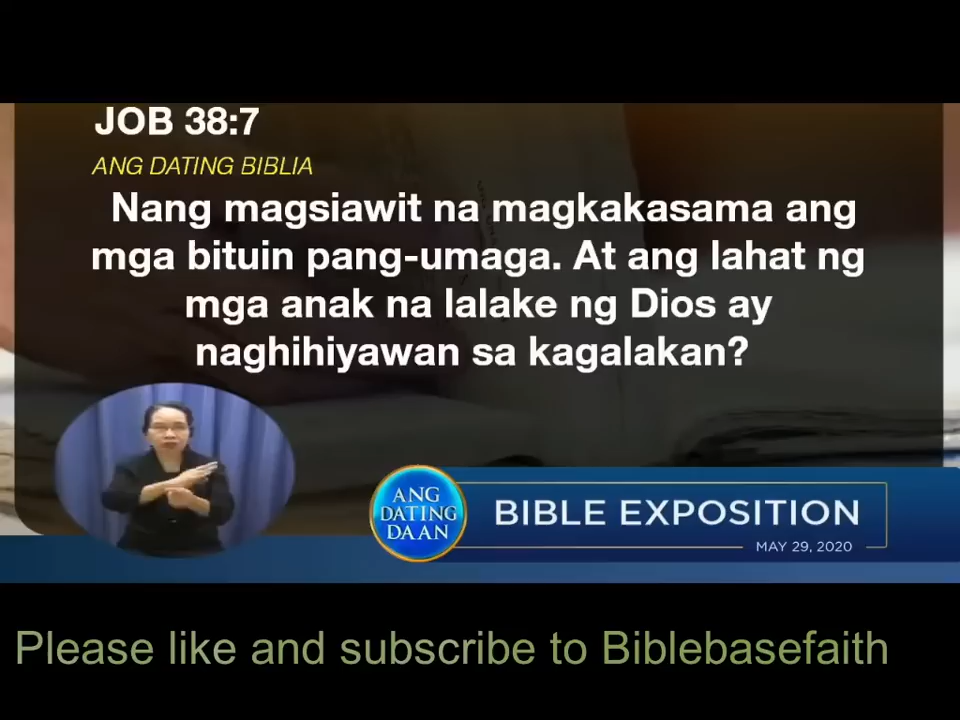 JOB 38:7
ANG DATING BIBLIA
Nang magsiawit na magkakasama ang
mga bituin pang-umaga. At ang lahat ng
mga anak na lalake ng Dios ay
naghihiyawan sa kagalakan?
ANG
DATING
DAAN
BIBLE EXPOSITION
MAY 29, 2020
Please like and subscribe to Biblebasefaith